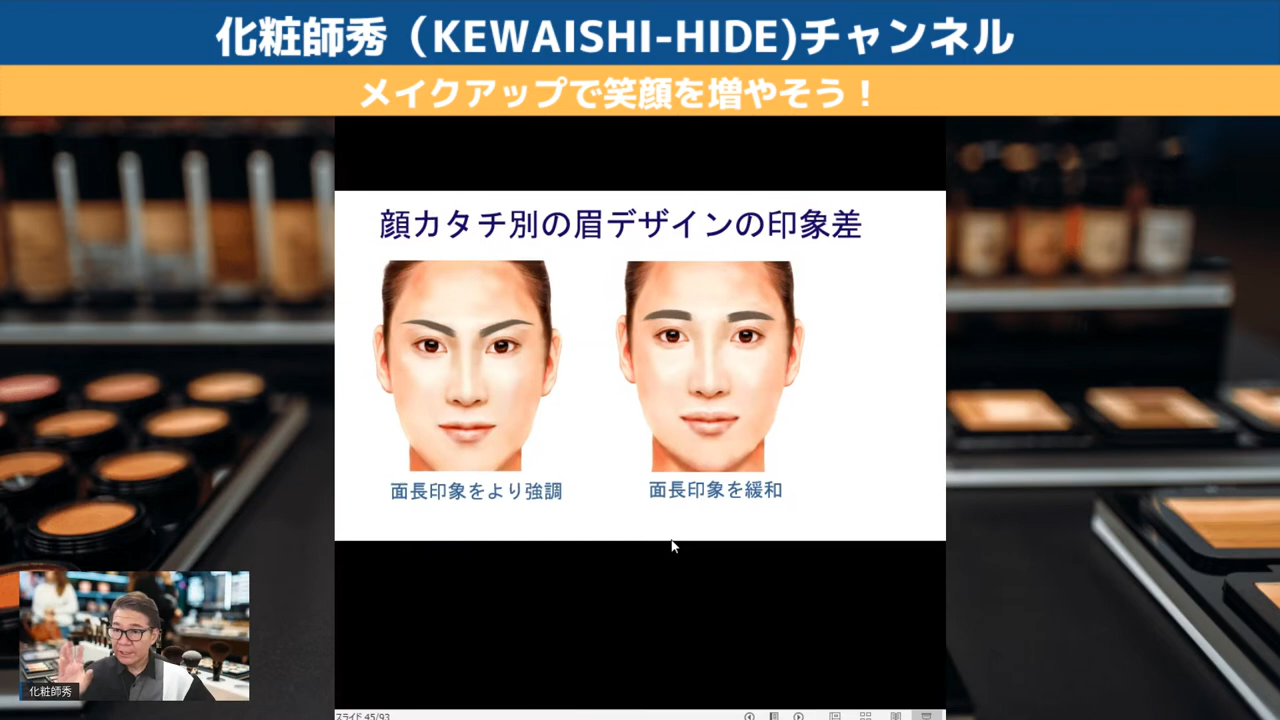 化粧師秀（KEWAISHI-HIDE)チャンネル
メイクアップで笑顔を増やそう！
顔カタチ別の眉デザインの印象差
面長印象をより強調
面長印象を緩和
化粧師秀
スライド 45/93